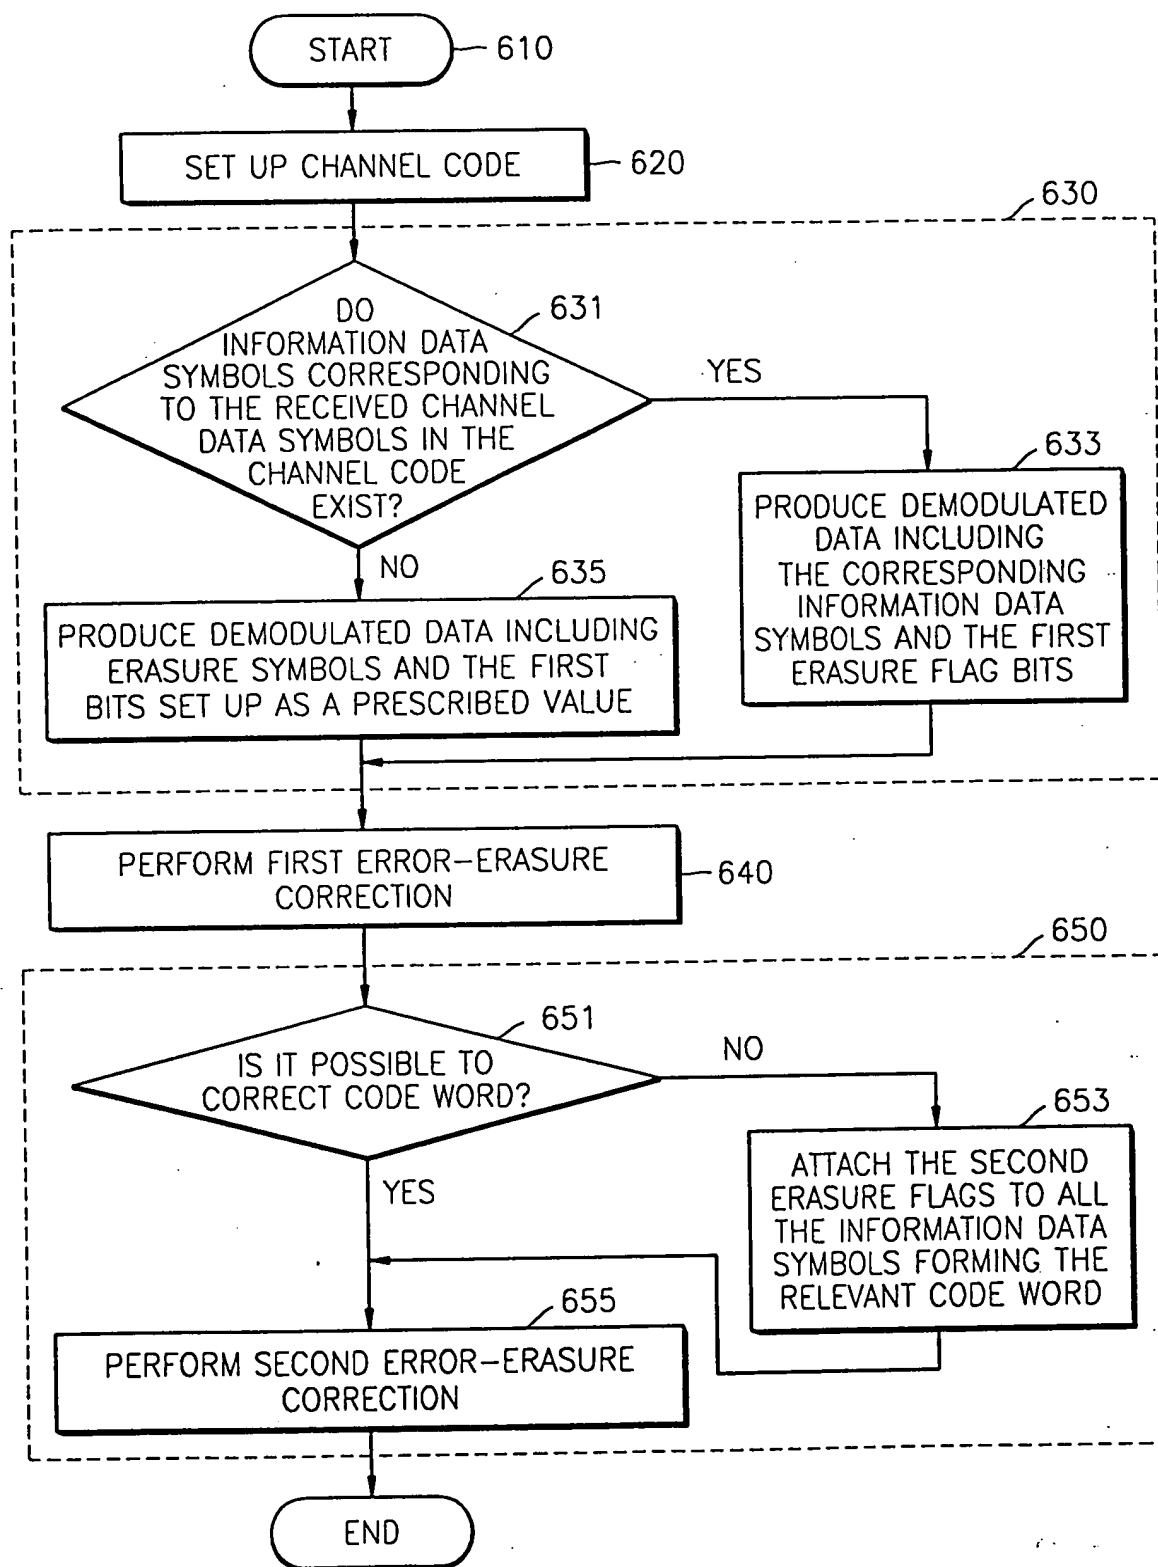 START
610
SET UP CHANNEL CODE
620
630
DO
INFORMATION DATA
SYMBOLS CORRESPONDING
TO THE RECEIVED CHANNEL
DATA SYMBOLS IN THE
CHANNEL CODE
EXIST?
631
YES
633
PRODUCE DEMODULATED
DATA INCLUDING
THE CORRESPONDING
INFORMATION DATA
SYMBOLS AND THE FIRST
ERASURE FLAG BITS
NO
635
PRODUCE DEMODULATED DATA INCLUDING
ERASURE SYMBOLS AND THE FIRST
BITS SET UP AS A PRESCRIBED VALUE
PERFORM FIRST ERROR-ERASURE
CORRECTION
640
650
651
IS IT POSSIBLE TO
CORRECT CODE WORD?
NO
653
ATTACH THE SECOND
ERASURE FLAGS TO ALL
THE INFORMATION DATA
SYMBOLS FORMING THE
RELEVANT CODE WORD
YES
655
PERFORM SECOND ERROR-ERASURE
CORRECTION
END